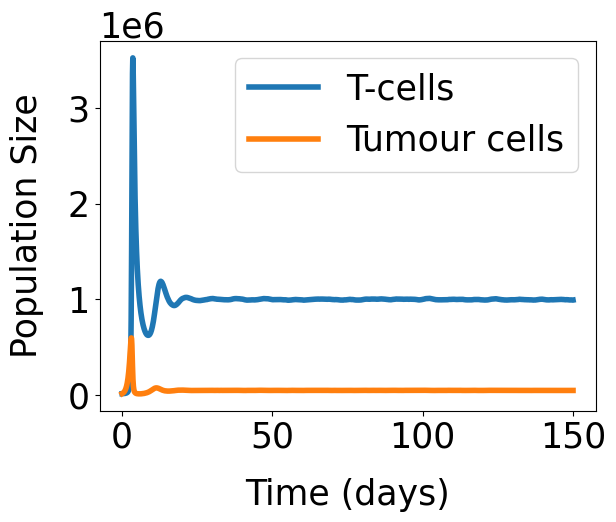 1e6
T-cells
Tumour cells
Population Size
3
2
1
0
0 50 100 150
Time (days)